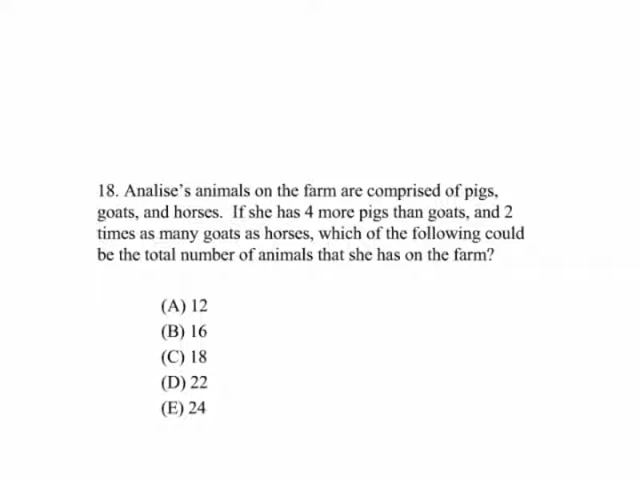 18. Analise's animals on the farm are comprised of pigs,
goats, and horses.  If she has 4 more pigs than goats, and 2
times as many goats as horses, which of the following could
be the total number of animals that she has on the farm?
(A) 12
(B) 16
(C) 18
(D) 22
(E) 24